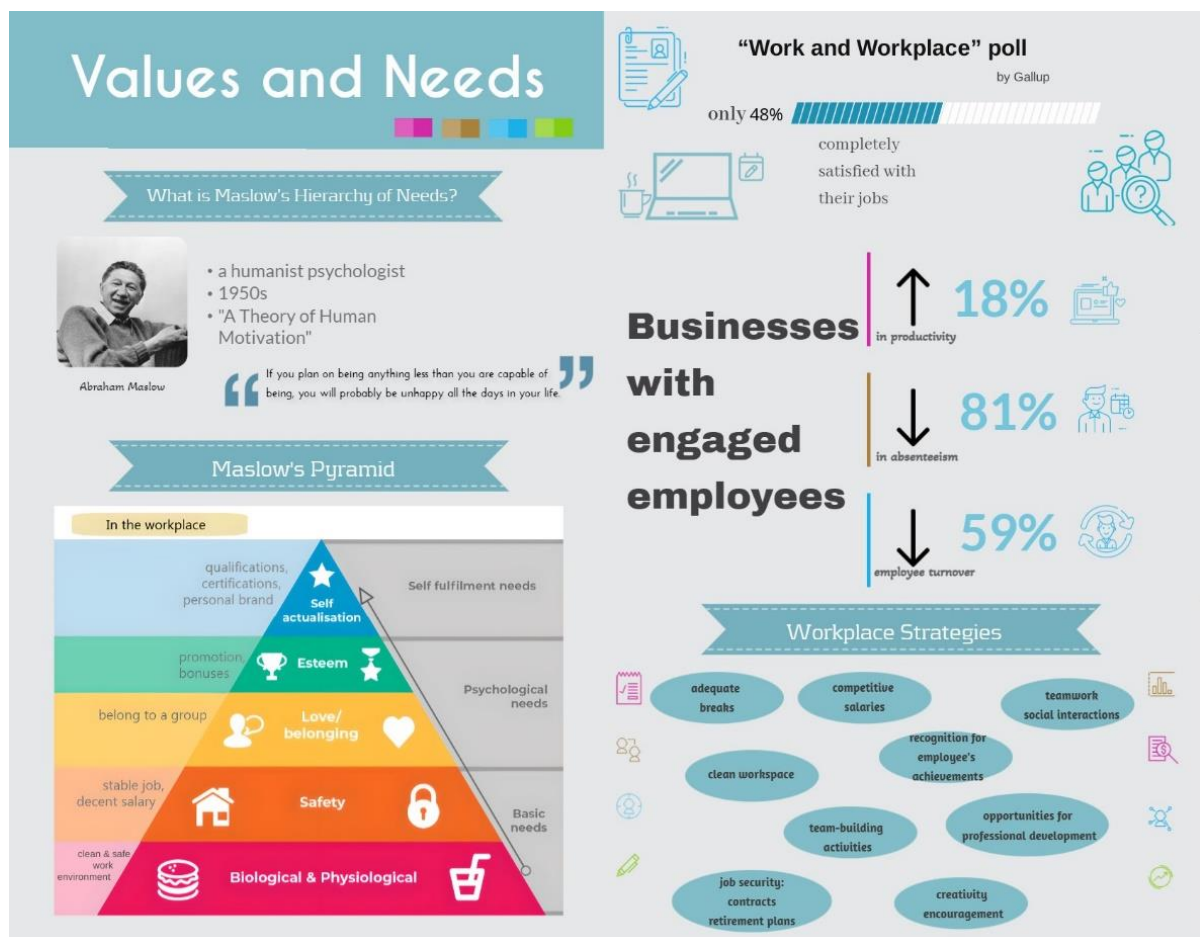 Values and Needs
What is Maslow's Hierarchy of Needs?
• a humanist psychologist
• 1950s
• "A Theory of Human
Motivation"
Abraham Maslow
“ If you plan on being anything less than you are capable of
being, you will probably be unhappy all the days in your life. ”
Maslow's Pyramid
In the workplace
qualifications,
certifications,
personal brand
Self
actualisation
Self fulfilment needs
promotion,
bonuses
Esteem
Psychological
needs
belong to a group
Love/
belonging
stable job,
decent salary
Safety
Basic
needs
clean & safe
work
environment
Biological & Physiological
“Work and Workplace” poll
by Gallup
only 48%
completely
satisfied with
their jobs
Businesses
with
engaged
employees
18%
in productivity
81%
in absenteeism
59%
employee turnover
Workplace Strategies
adequate
breaks
competitive
salaries
teamwork
social interactions
clean workspace
recognition for
employee's
achievements
team-building
activities
opportunities for
professional development
job security:
contracts
retirement plans
creativity
encouragement